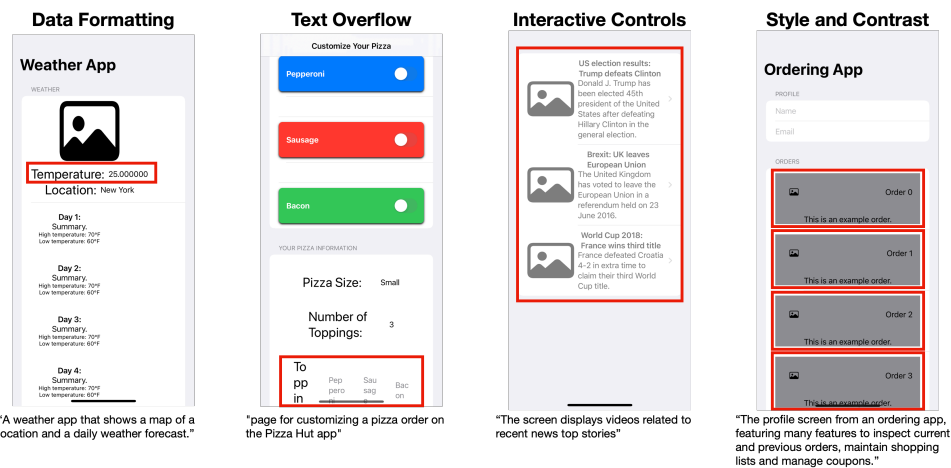 Data Formatting
Weather App
WEATHER
Temperature: 25.000000
Location: New York
Day 1:
Summary.
High temperature: 70°F
Low temperature: 60°F
Day 2:
Summary.
High temperature: 70°F
Low temperature: 60°F
Day 3:
Summary.
High temperature: 70°F
Low temperature: 60°F
Day 4:
Summary.
High temperature: 70°F
Low temperature: 60°F
"A weather app that shows a map of a
ocation and a daily weather forecast."
Text Overflow
Customize Your Pizza
Pepperoni
Sausage
Bacon
YOUR PIZZA INFORMATION
Pizza Size: Small
Number of
Toppings: 3
To
pp
in
Pep
pero
Sau
sag
Bac
on
"page for customizing a pizza order on
the Pizza Hut app"
Interactive Controls
US election results:
Trump defeats Clinton
Donald J. Trump has
been elected 45th
president of the United
States after defeating
Hillary Clinton in the
general election.
Brexit: UK leaves
European Union
The United Kingdom
has voted to leave the
European Union in a
referendum held on 23
June 2016.
World Cup 2018:
France wins third title
France defeated Croatia
4-2 in extra time to
claim their third World
Cup title.
"The screen displays videos related to
recent news top stories"
Style and Contrast
Ordering App
PROFILE
Name
Email
ORDERS
Order 0
This is an example order.
Order 1
This is an example order.
Order 2
This is an example order.
Order 3
This is an example order.
"The profile screen from an ordering app,
featuring many features to inspect current
and previous orders, maintain shopping
lists and manage coupons."